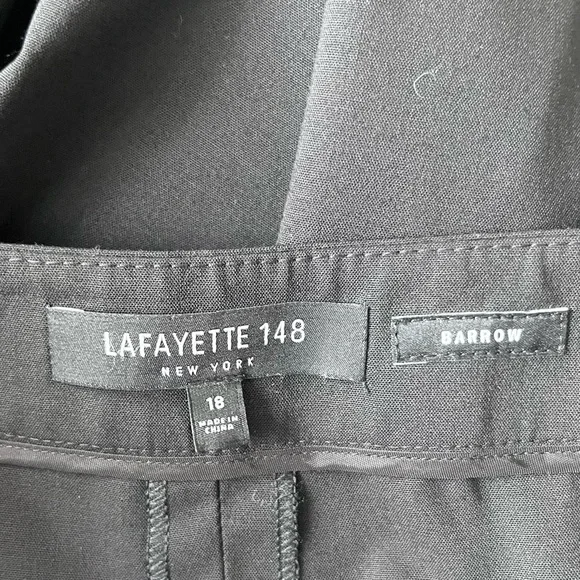 LAFAYETTE 148
NEW YORK
BARROW
18
MADE IN
CHINA